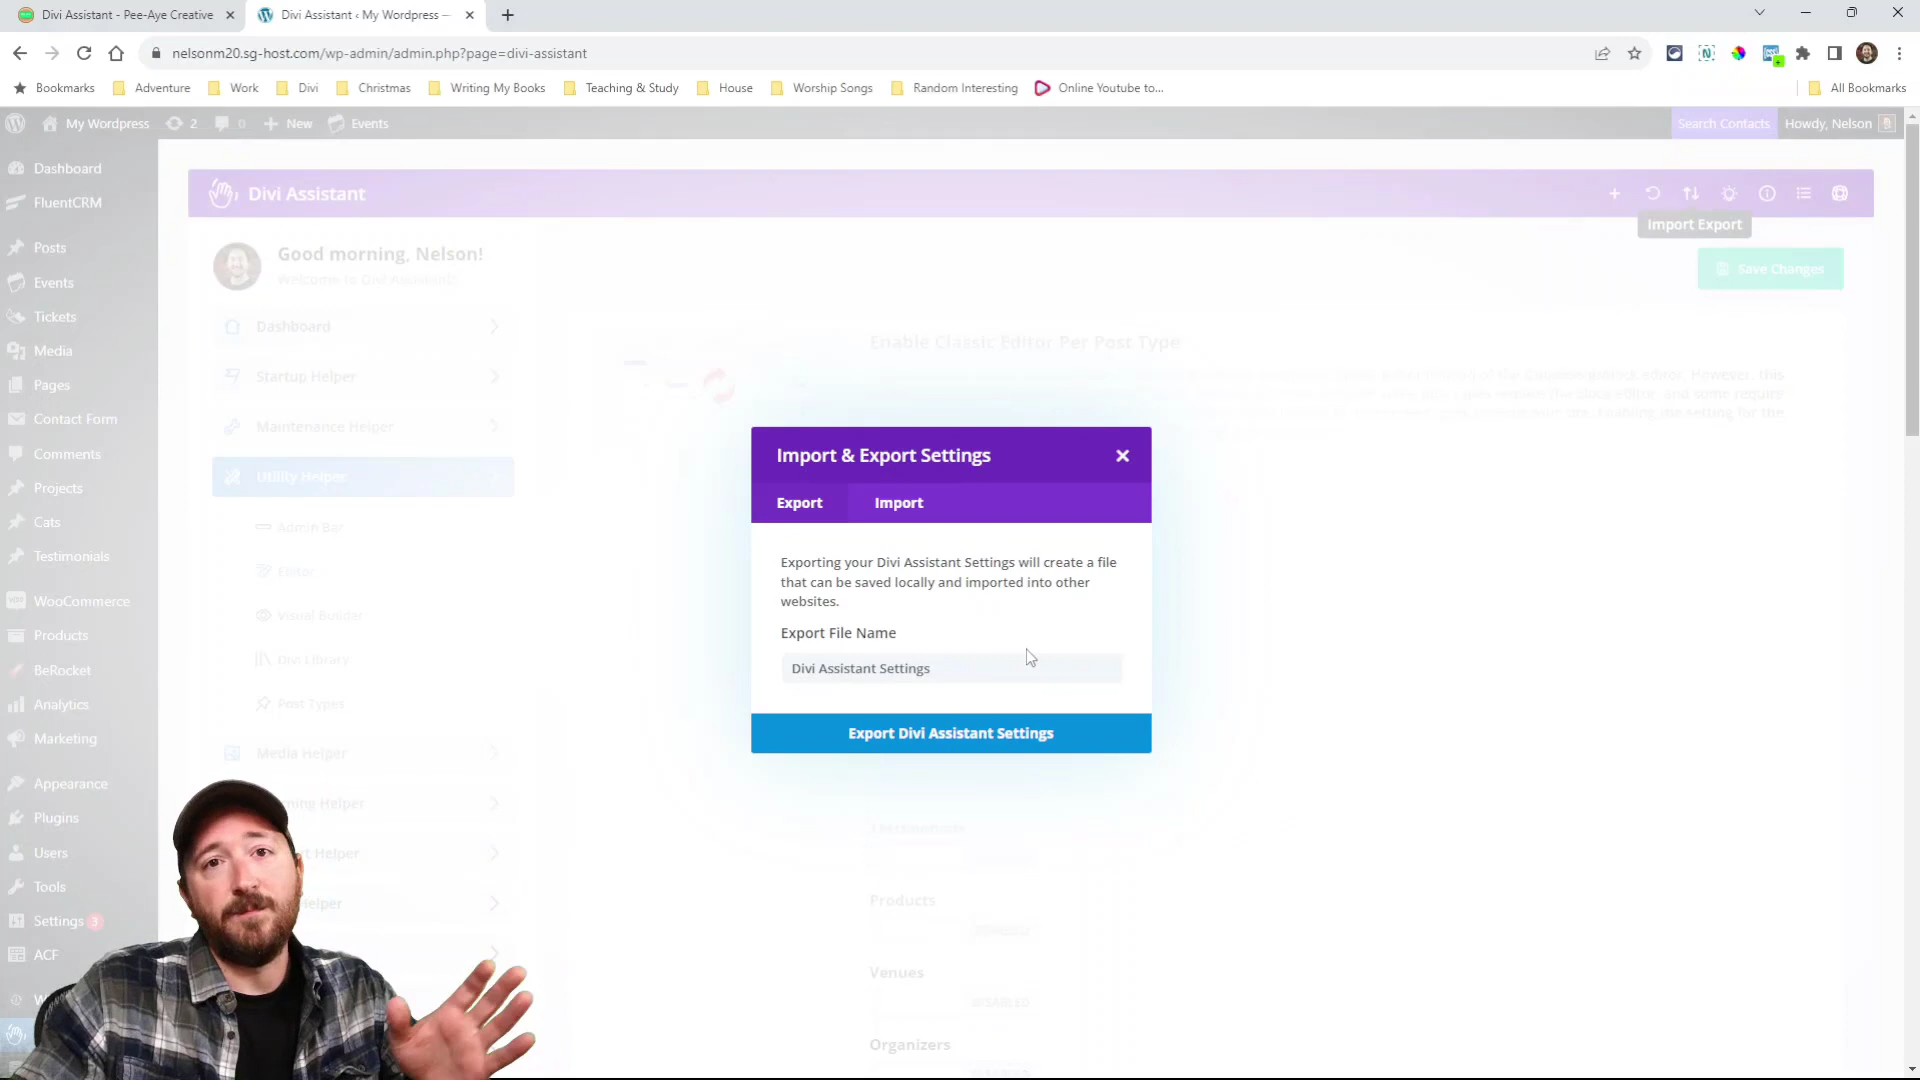 Divi Assistant - Pee-Aye Creative
Divi Assistant ‹ My Wordpress —
nelsonm20.sg-host.com/wp-admin/admin.php?page=divi-assistant
Bookmarks
Adventure
Work
Divi
Christmas
Writing My Books
Teaching & Study
House
Worship Songs
Random Interesting
Online Youtube to...
All Bookmarks
My Wordpress
2
0
New
Events
Search Contacts
Howdy, Nelson
Dashboard
FluentCRM
Posts
Events
Tickets
Media
Pages
Contact Form
Comments
Projects
Cats
Testimonials
WooCommerce
Products
BeRocket
Analytics
Marketing
Appearance
Plugins
Users
Tools
Settings 3
ACF
Divi Assistant
Import Export
Good morning, Nelson!
Welcome to Divi Assistant!
Save Changes
Dashboard
Startup Helper
Maintenance Helper
Utility Helper
Admin Bar
Editor
Visual Builder
Divi Library
Post Types
Media Helper
Helper
Helper
Helper
Enable Classic Editor Per Post Type
However, this
Import & Export Settings
Export
Import
Exporting your Divi Assistant Settings will create a file
that can be saved locally and imported into other
websites.
Export File Name
Divi Assistant Settings
Export Divi Assistant Settings
Testimonials
Products
DISABLED
Venues
DISABLED
Organizers